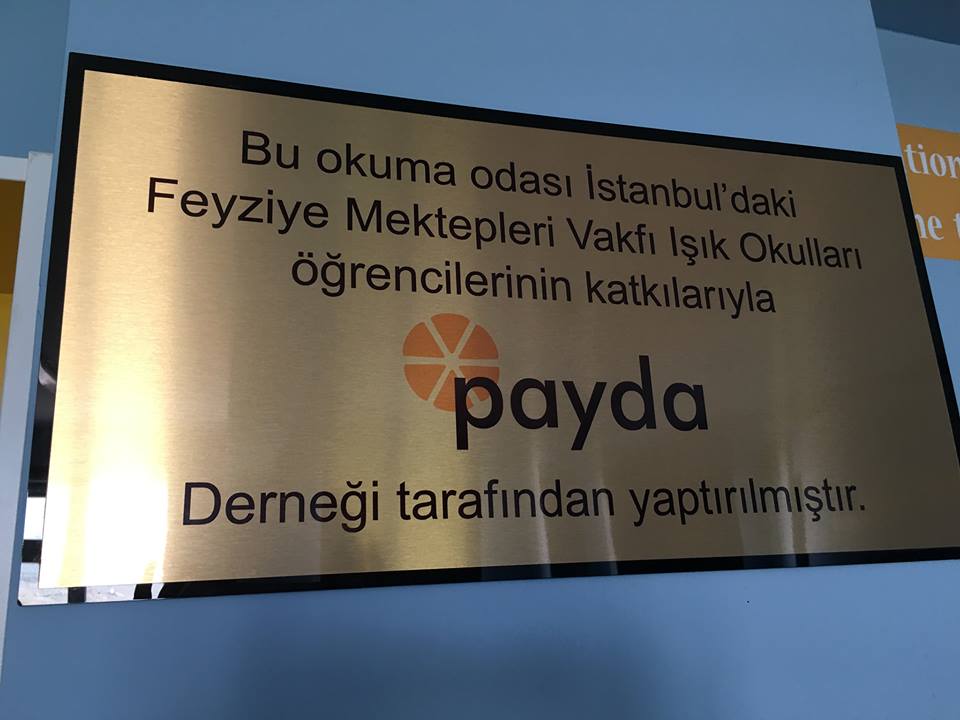 Bu okuma odası İstanbul'daki
Feyziye Mektepleri Vakfı Işık Okulları
öğrencilerinin katkılarıyla
payda
Derneği tarafından yaptırılmıştır.